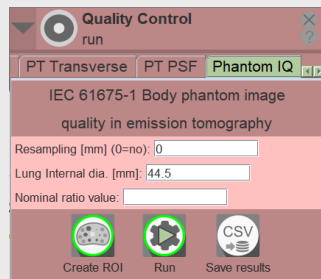 Quality Control
run
PT Transverse PT PSF Phantom IQ
IEC 61675-1 Body phantom image
quality in emission tomography
Resampling [mm] (0=no): 0
Lung Internal dia. [mm]: 44.5
Nominal ratio value:
CSV
Create ROI Run Save results